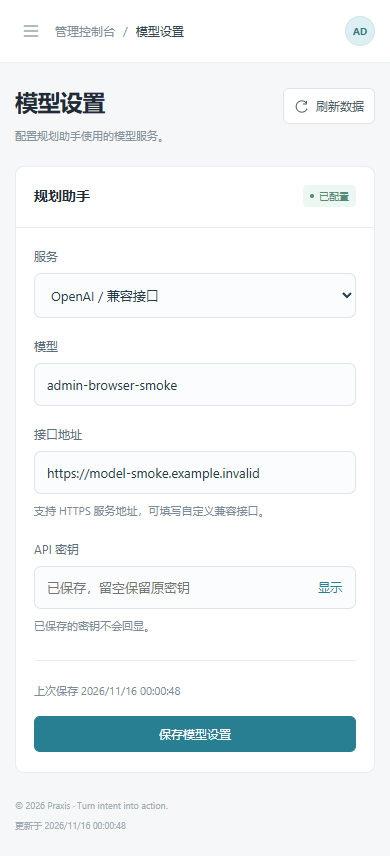 管理控制台 / 模型设置
AD
模型设置
刷新数据
配置规划助手使用的模型服务。
规划助手
已配置
服务
OpenAI / 兼容接口
模型
admin-browser-smoke
接口地址
https://model-smoke.example.invalid
支持 HTTPS 服务地址，可填写自定义兼容接口。
API 密钥
已保存，留空保留原密钥
显示
已保存的密钥不会回显。
上次保存 2026/11/16 00:00:48
保存模型设置
© 2026 Praxis · Turn intent into action.
更新于 2026/11/16 00:00:48